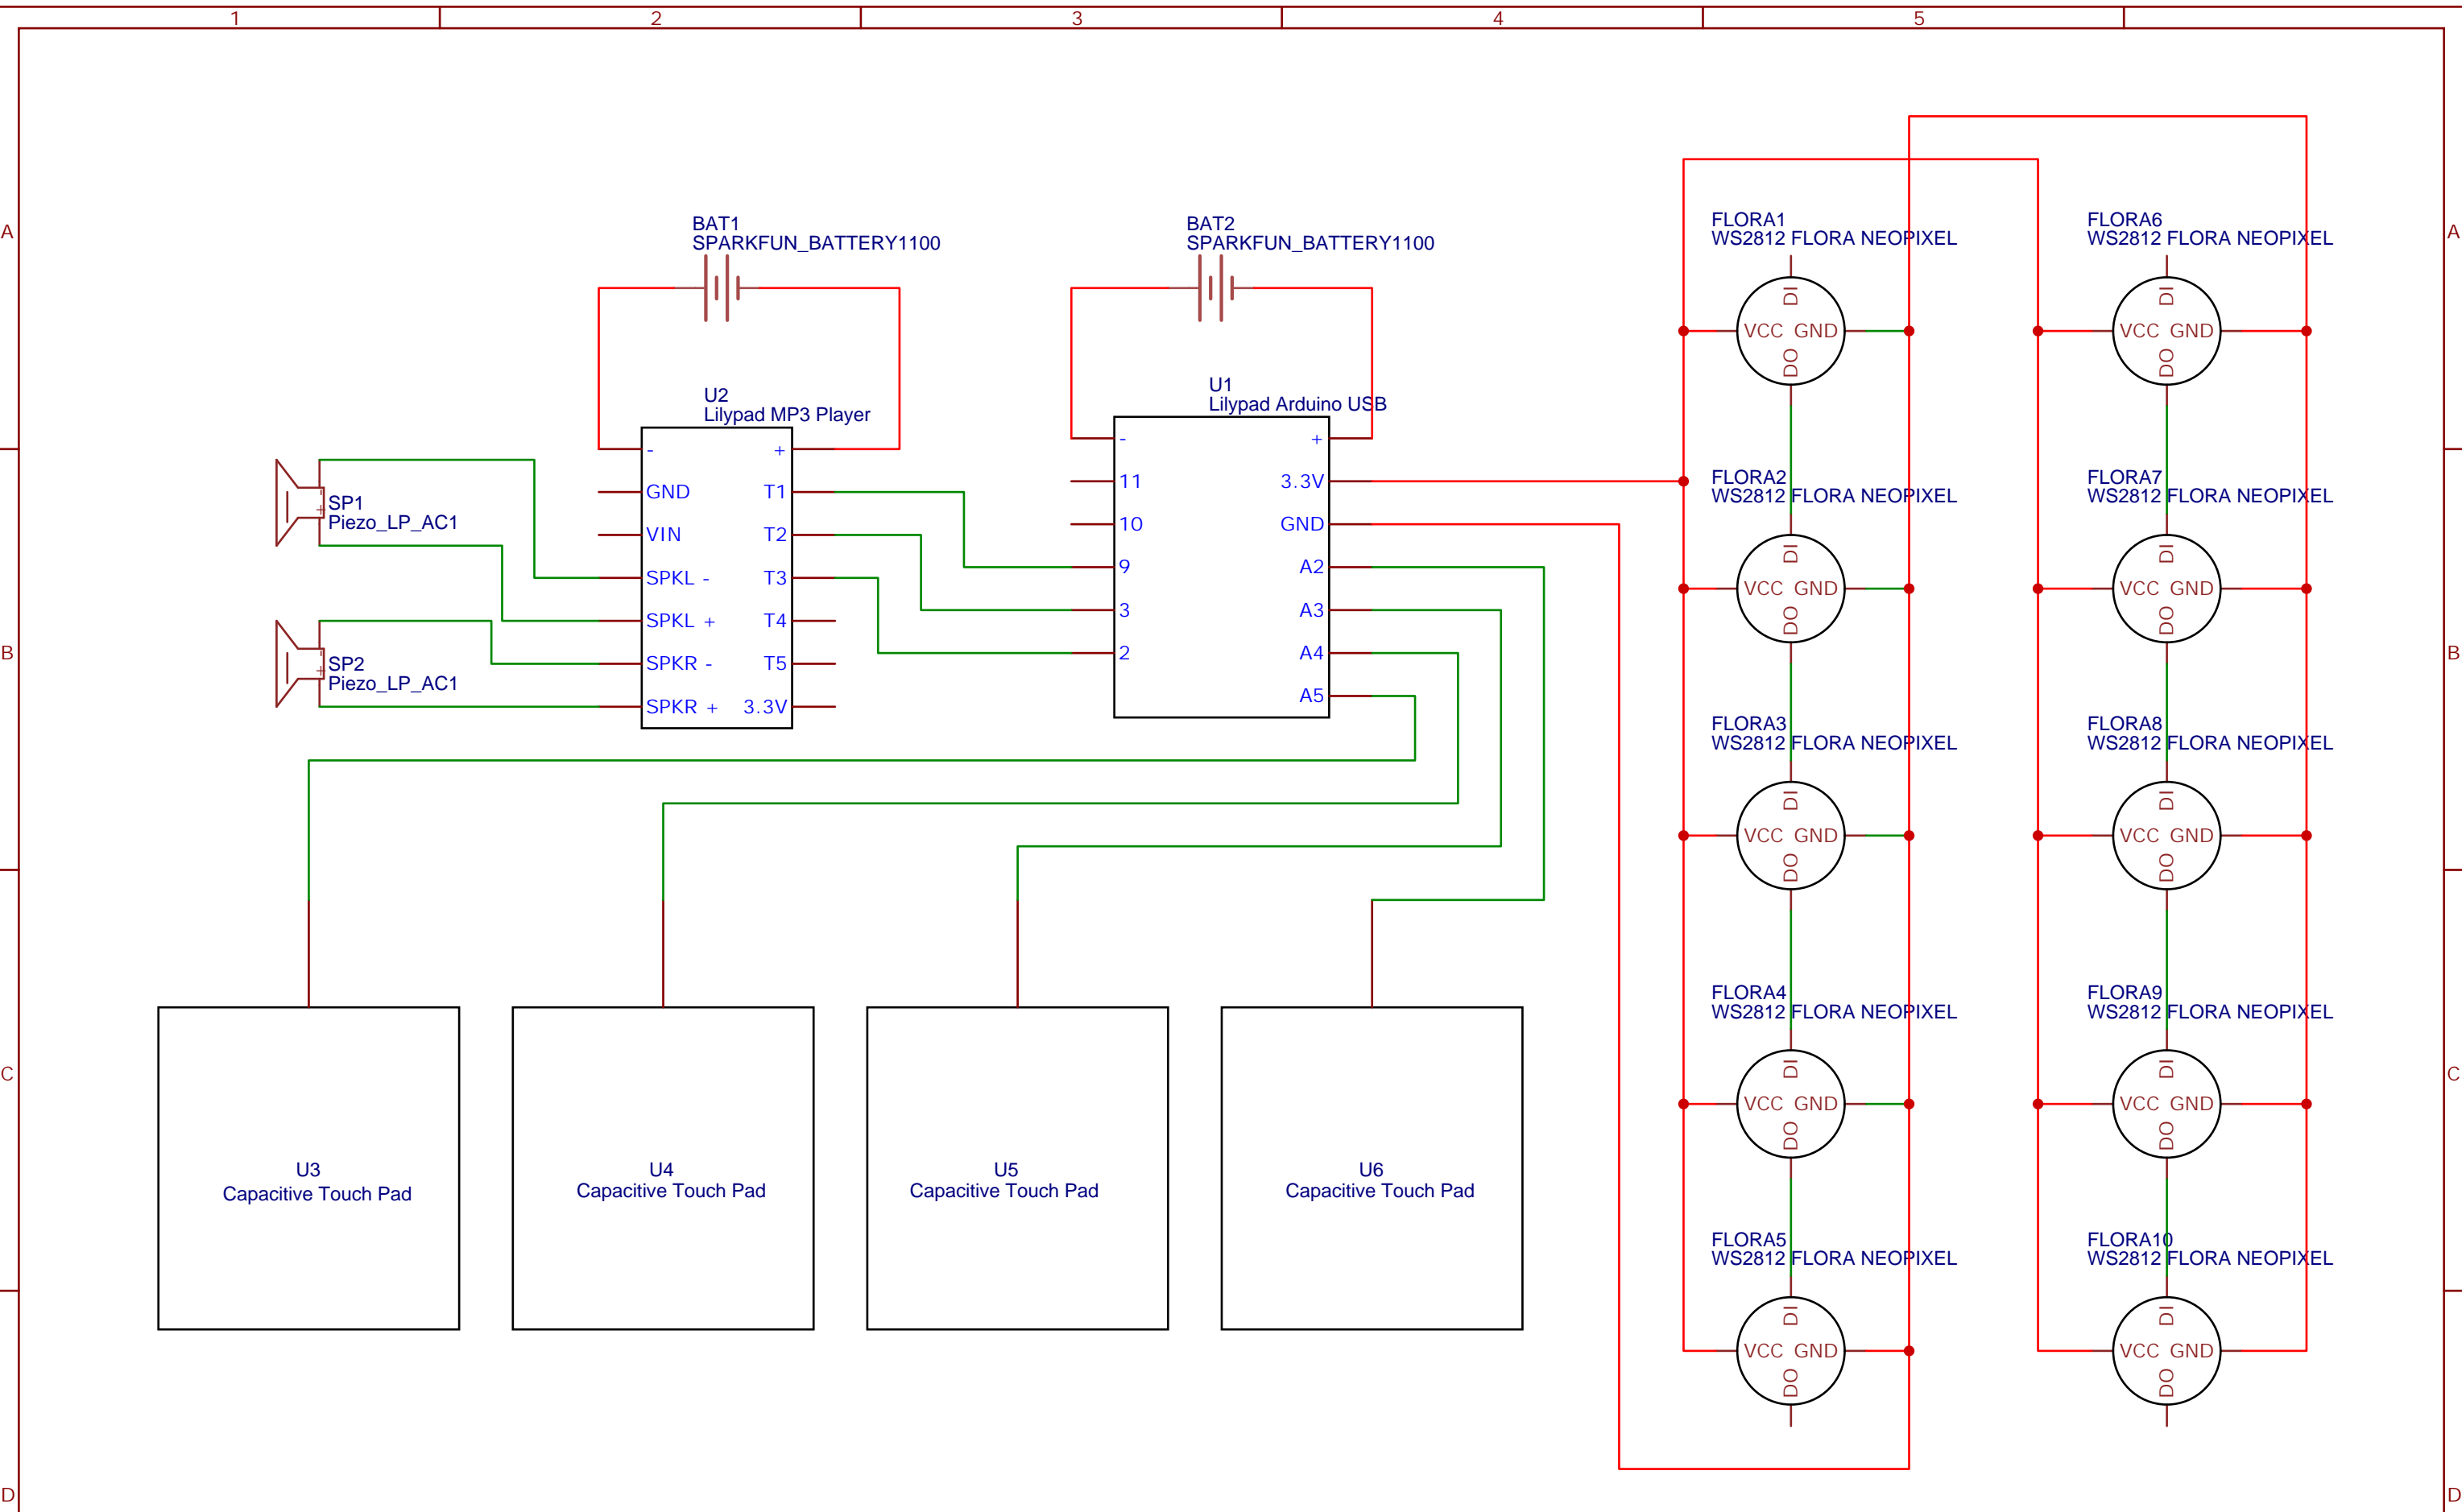 1 2 3 4 5
A A
B B
C C
D D
BAT1
SPARKFUN_BATTERY1100
BAT2
SPARKFUN_BATTERY1100
U2
Lilypad MP3 Player
- +
GND T1
VIN T2
SPKL - T3
SPKL + T4
SPKR - T5
SPKR + 3.3V
U1
Lilypad Arduino USB
- +
11 3.3V
10 GND
9 A2
3 A3
2 A4
A5
- +
SP1
Piezo_LP_AC1
- +
SP2
Piezo_LP_AC1
U3
Capacitive Touch Pad
U4
Capacitive Touch Pad
U5
Capacitive Touch Pad
U6
Capacitive Touch Pad
FLORA1
WS2812 FLORA NEOPIXEL
DI
VCC GND
DO
FLORA2
WS2812 FLORA NEOPIXEL
DI
VCC GND
DO
FLORA3
WS2812 FLORA NEOPIXEL
DI
VCC GND
DO
FLORA4
WS2812 FLORA NEOPIXEL
DI
VCC GND
DO
FLORA5
WS2812 FLORA NEOPIXEL
DI
VCC GND
DO
FLORA6
WS2812 FLORA NEOPIXEL
DI
VCC GND
DO
FLORA7
WS2812 FLORA NEOPIXEL
DI
VCC GND
DO
FLORA8
WS2812 FLORA NEOPIXEL
DI
VCC GND
DO
FLORA9
WS2812 FLORA NEOPIXEL
DI
VCC GND
DO
FLORA10
WS2812 FLORA NEOPIXEL
DI
VCC GND
DO